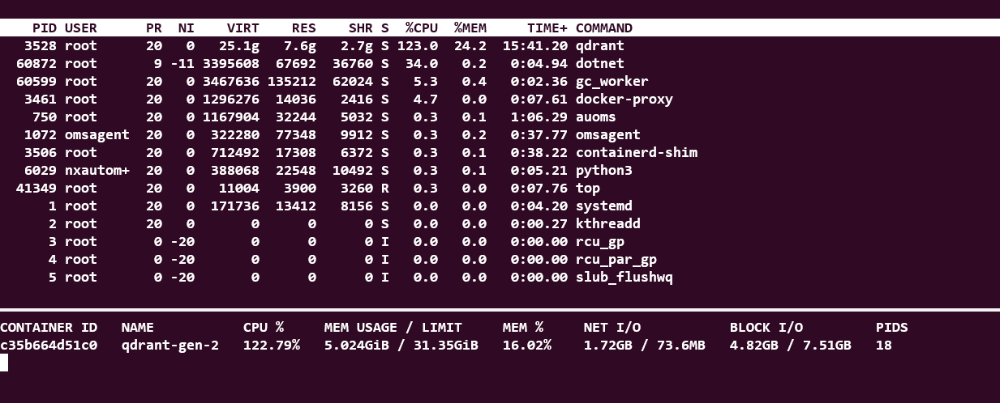 PID USER PR NI VIRT RES SHR S %CPU %MEM TIME+ COMMAND
3528 root 20 0 25.1g 7.6g 2.7g S 123.0 24.2 15:41.20 qdrant
60872 root 9 -11 3395608 67692 36760 S 34.0 0.2 0:04.94 dotnet
60599 root 20 0 3467636 135212 62024 S 5.3 0.4 0:02.36 gc_worker
3461 root 20 0 1296276 14036 2416 S 4.7 0.0 0:07.61 docker-proxy
750 root 20 0 1167904 32244 5032 S 0.3 0.1 1:06.29 auoms
1072 omsagent 20 0 322280 77348 9912 S 0.3 0.2 0:37.77 omsagent
3506 root 20 0 712492 17308 6372 S 0.3 0.1 0:38.22 containerd-shim
6029 nxautom+ 20 0 388068 22548 10492 S 0.3 0.1 0:05.21 python3
41349 root 20 0 11004 3900 3260 R 0.3 0.0 0:07.76 top
1 root 20 0 171736 13412 8156 S 0.0 0.0 0:04.20 systemd
2 root 20 0 0 0 0 S 0.0 0.0 0:00.27 kthreadd
3 root 0 -20 0 0 0 I 0.0 0.0 0:00.00 rcu_gp
4 root 0 -20 0 0 0 I 0.0 0.0 0:00.00 rcu_par_gp
5 root 0 -20 0 0 0 I 0.0 0.0 0:00.00 slub_flushwq
CONTAINER ID NAME CPU % MEM USAGE / LIMIT MEM % NET I/O BLOCK I/O PIDS
c35b664d51c0 qdrant-gen-2 122.79% 5.024GiB / 31.35GiB 16.02% 1.72GB / 73.6MB 4.82GB / 7.51GB 18